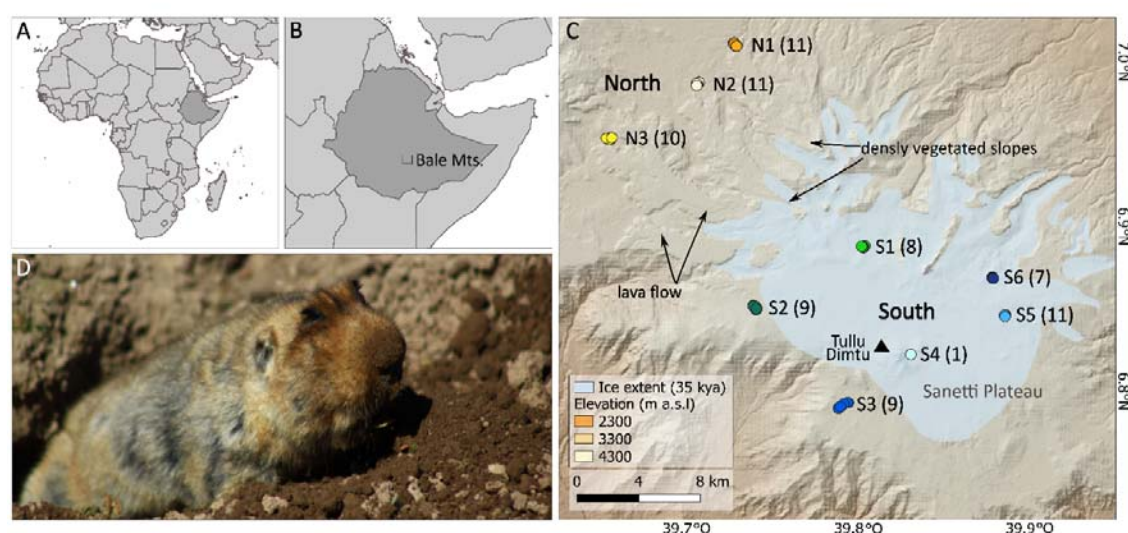 A
B
Bale Mts.
C
N1 (11)
North
N2 (11)
N3 (10)
densly vegetated slopes
S1 (8)
lava flow
S6 (7)
S2 (9)
South
S5 (11)
Tullu
Dimtu
S4 (1)
Sanetti Plateau
S3 (9)
Ice extent (35 kya)
Elevation (m a.s.l)
2300
3300
4300
0 4 8 km
7.0°N
6.9°N
6.8°N
39.7°O 39.8°O 39.9°O
D